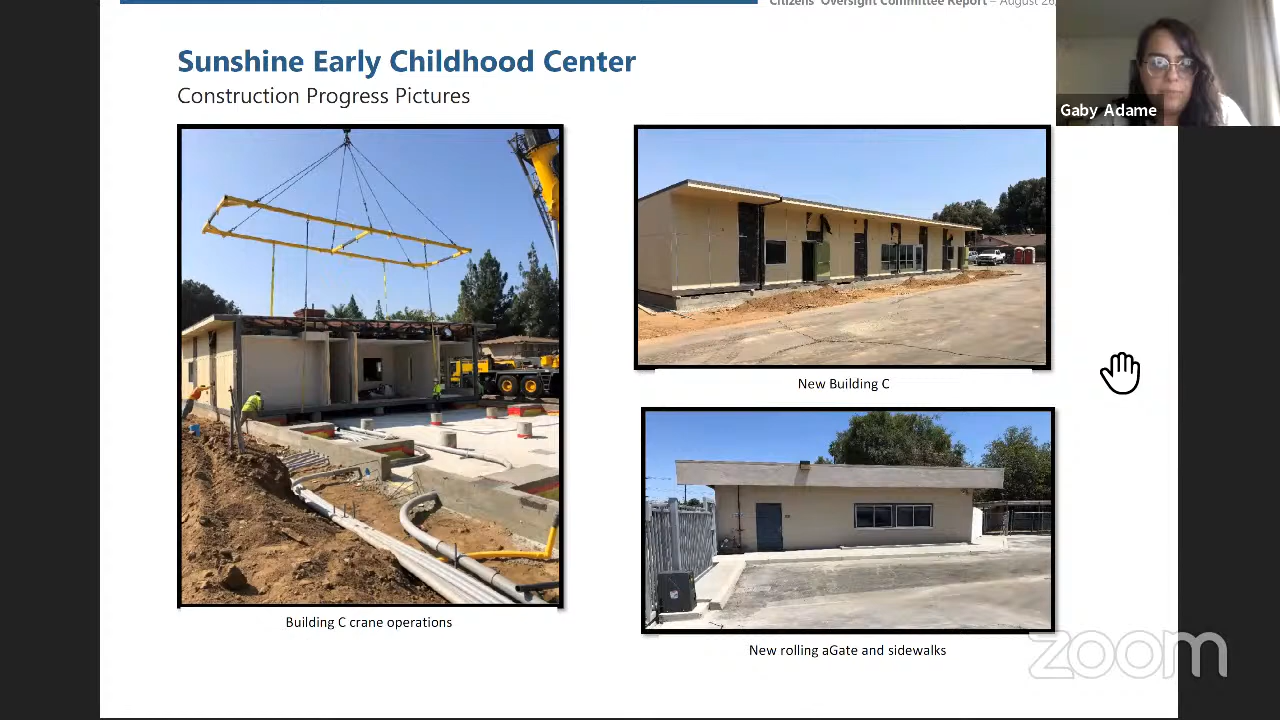 Citizens' Oversight Committee Report – August 26,
Sunshine Early Childhood Center
Construction Progress Pictures
Gaby Adame
New Building C
Building C crane operations
New rolling aGate and sidewalks
zoom